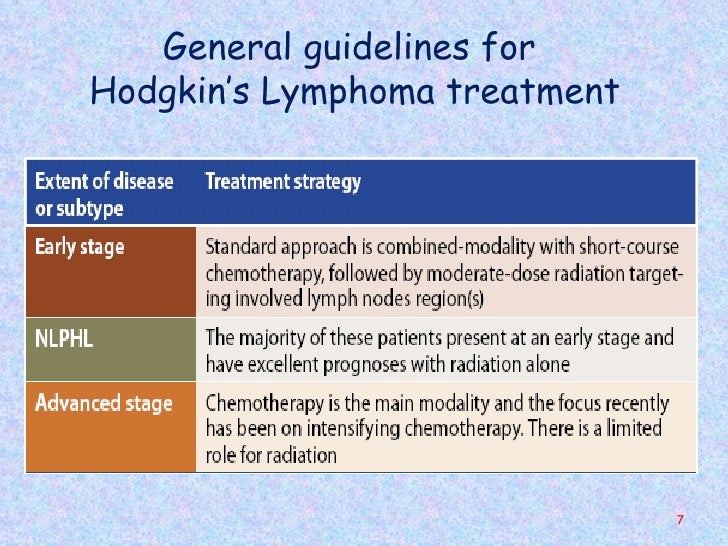 General guidelines for
Hodgkin's Lymphoma treatment
Extent of disease
or subtype
Treatment strategy
Early stage
Standard approach is combined-modality with short-course
chemotherapy, followed by moderate-dose radiation target-
ing involved lymph nodes region(s)
NLPHL
The majority of these patients present at an early stage and
have excellent prognoses with radiation alone
Advanced stage
Chemotherapy is the main modality and the focus recently
has been on intensifying chemotherapy. There is a limited
role for radiation
7